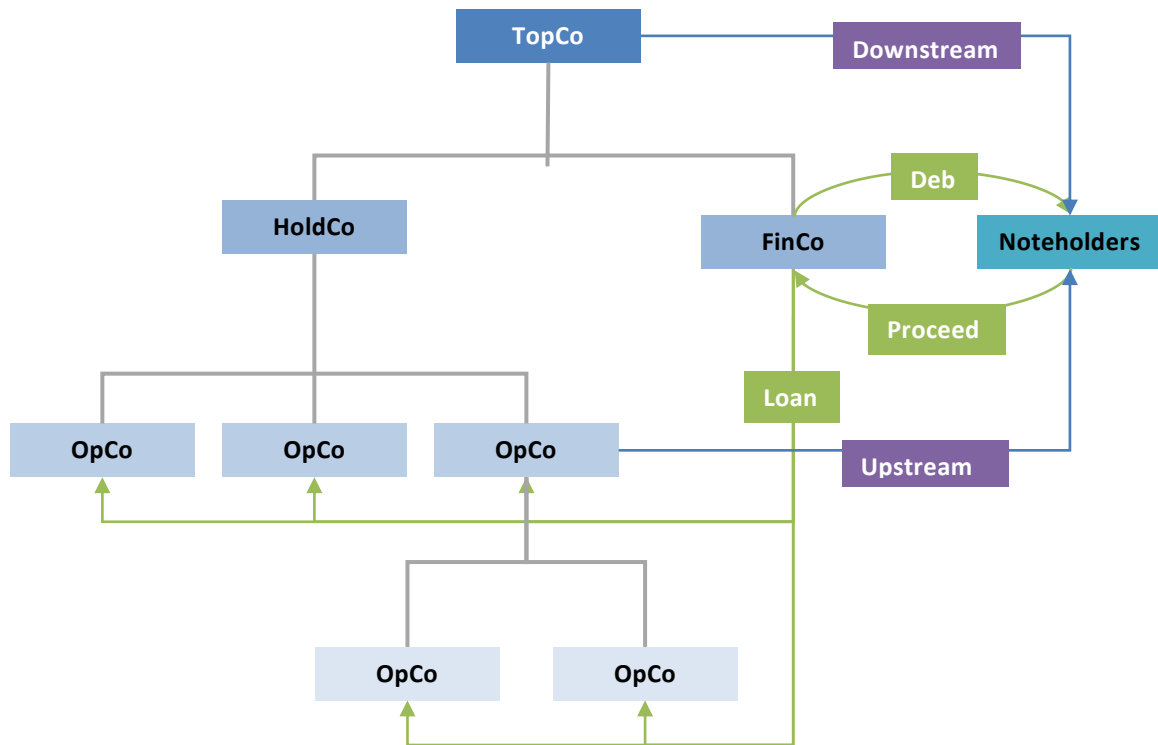 TopCo
Downstream
Deb
HoldCo
FinCo
Noteholders
Proceed
Loan
OpCo
OpCo
OpCo
Upstream
OpCo
OpCo